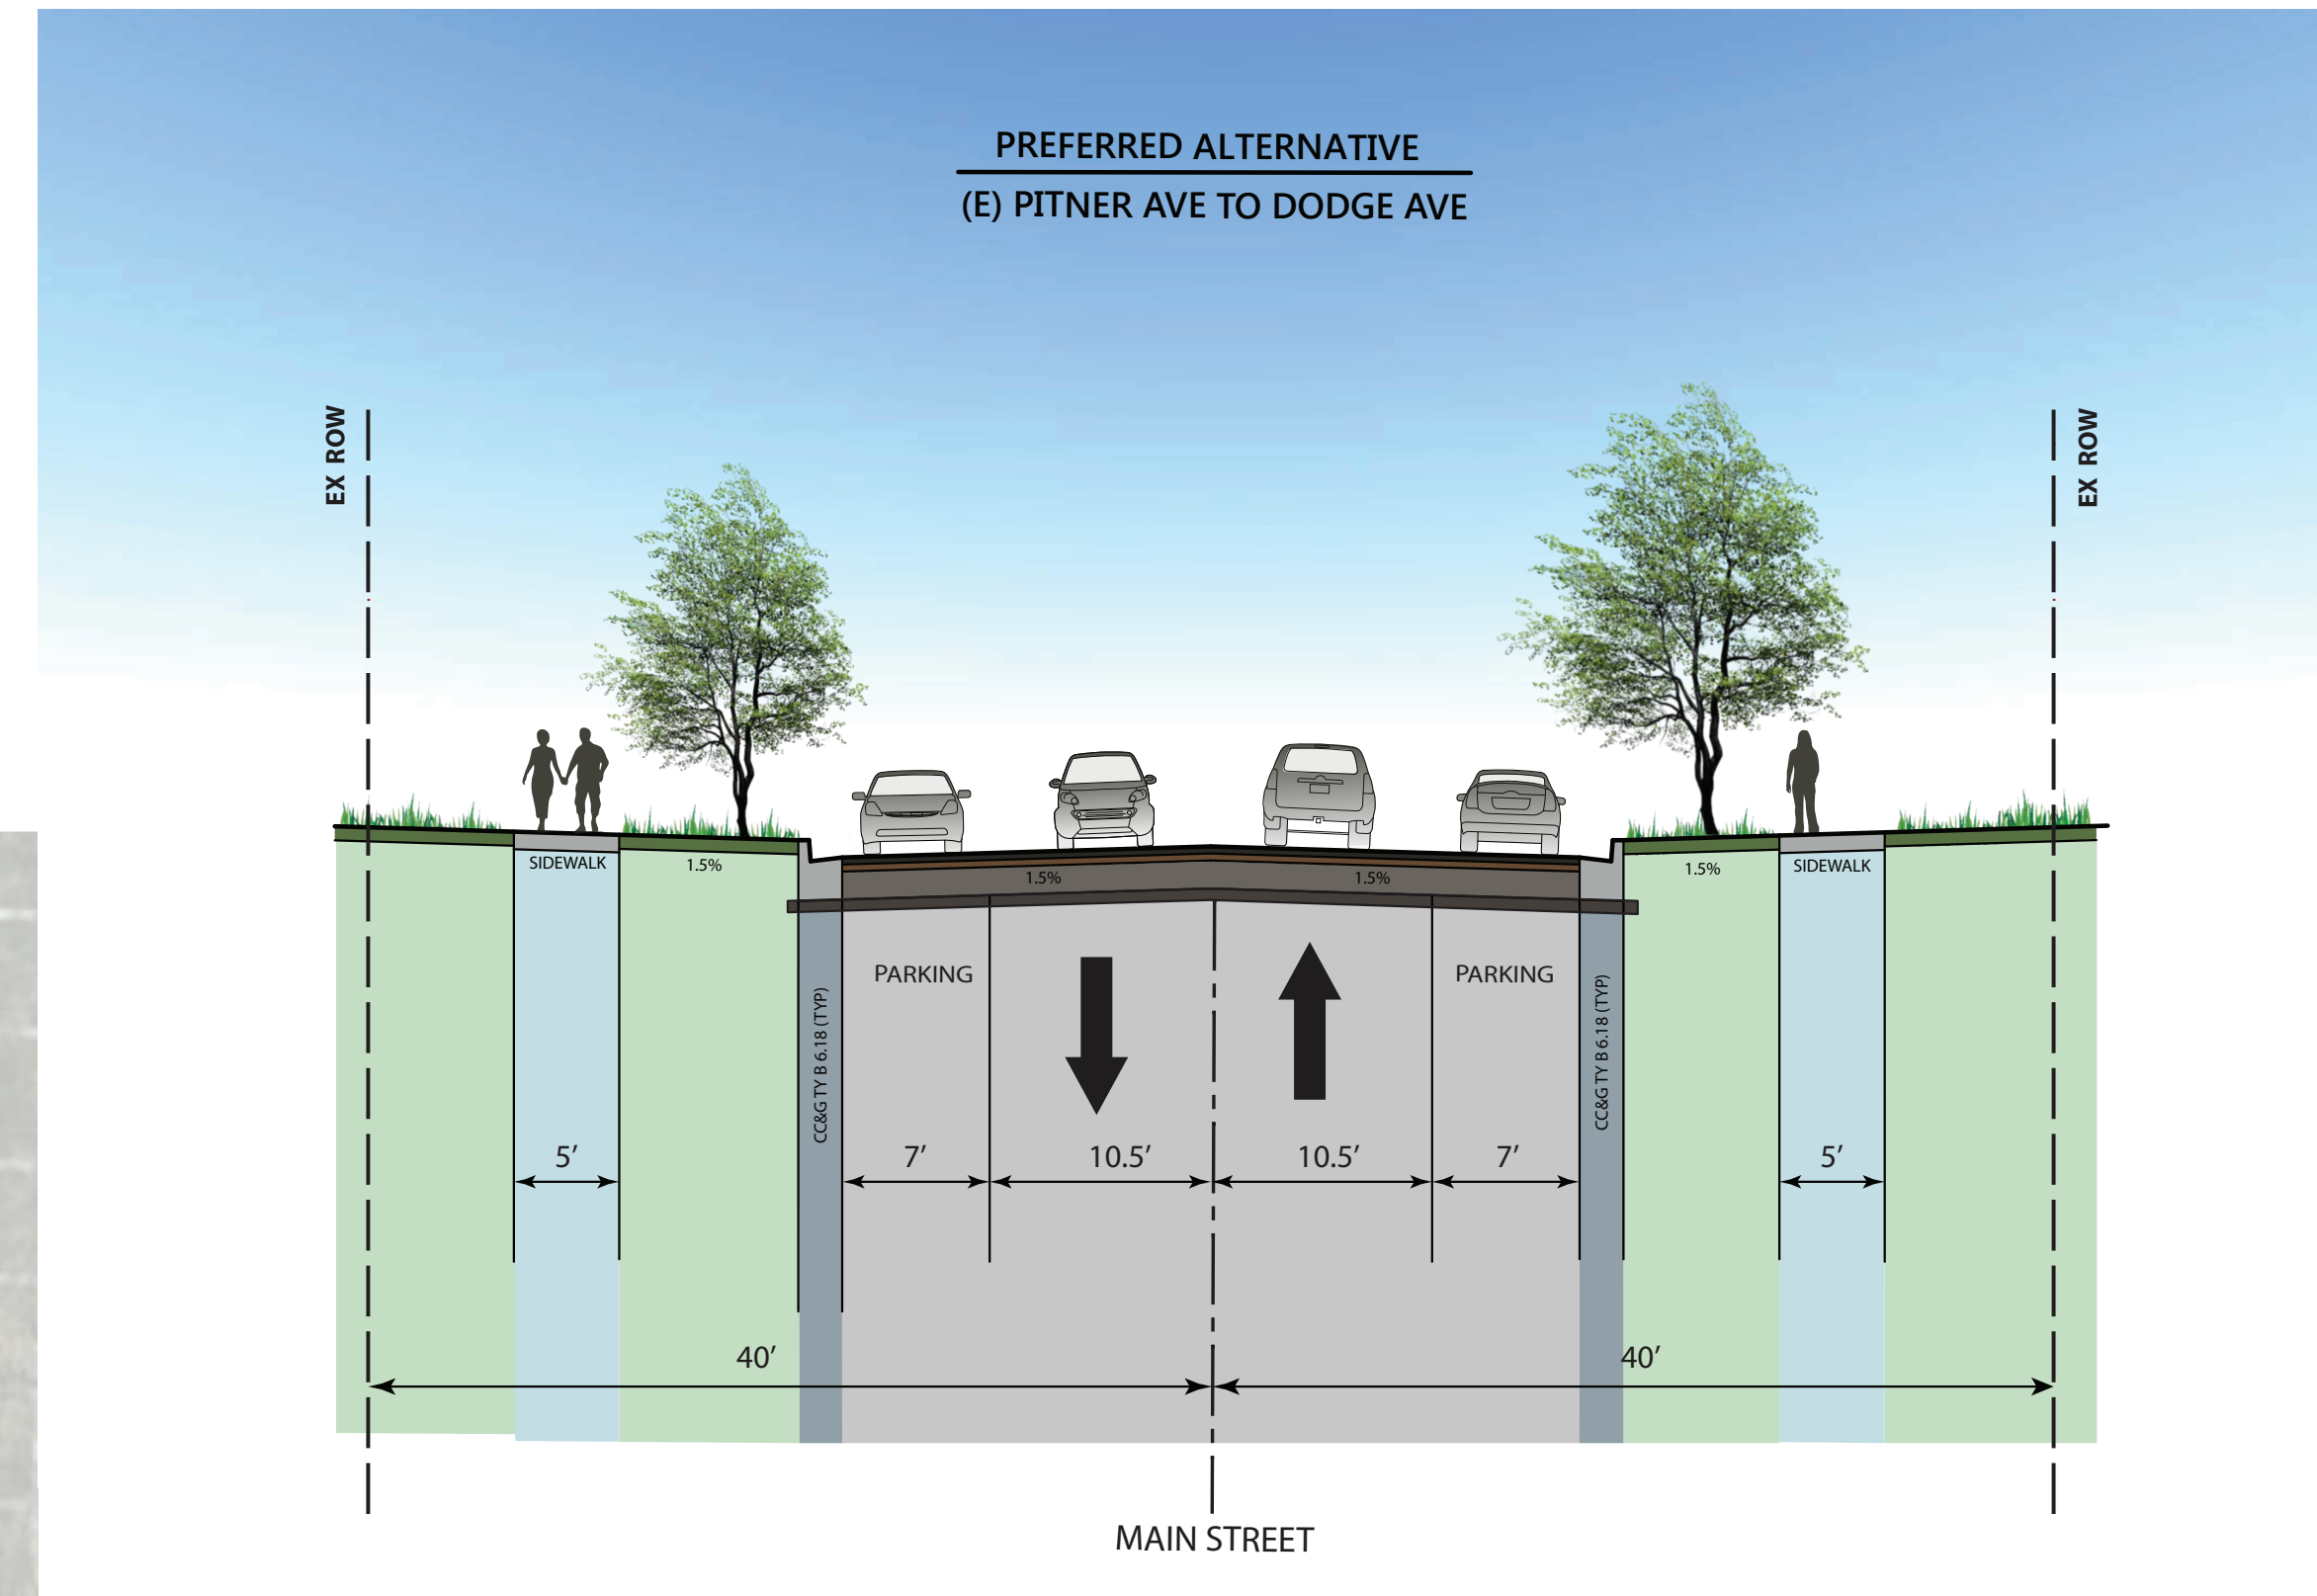 PREFERRED ALTERNATIVE
(E) PITNER AVE TO DODGE AVE
EX ROW
EX ROW
SIDEWALK
1.5%
1.5%
1.5%
1.5%
SIDEWALK
PARKING
PARKING
CC&G TY B 6.18 (TYP)
CC&G TY B 6.18 (TYP)
5′
7′
10.5′
10.5′
7′
5′
40′
40′
MAIN STREET